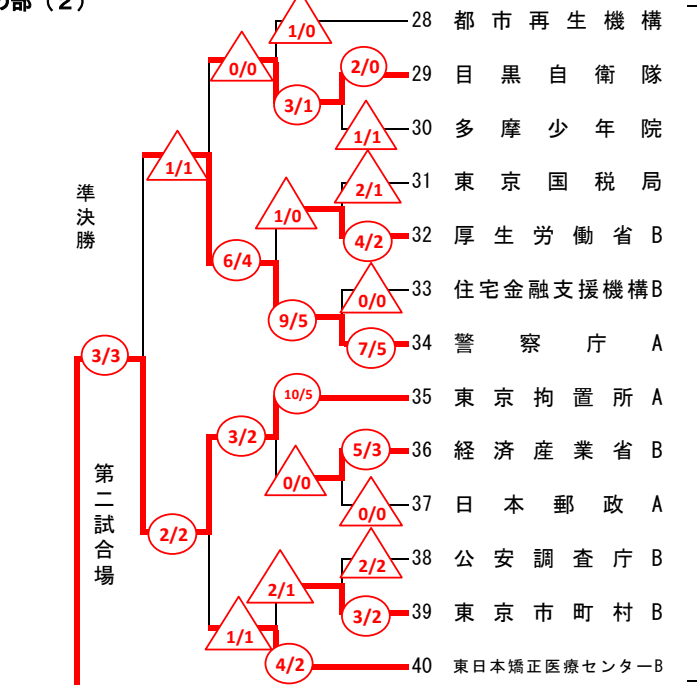 の部（２）
1/0
28 都市再生機構
0/0
2/0
29 目黒自衛隊
3/1
1/1
30 多摩少年院
1/1
2/1
31 東京国税局
準決勝
1/0
4/2
32 厚生労働省Ｂ
6/4
0/0
33 住宅金融支援機構Ｂ
9/5
7/5
34 警察庁Ａ
3/3
10/5
35 東京拘置所Ａ
3/2
5/3
36 経済産業省Ｂ
0/0
0/0
37 日本郵政Ａ
第二試合場
2/2
2/2
38 公安調査庁Ｂ
2/1
3/2
39 東京市町村Ｂ
1/1
4/2
40 東日本矯正医療センターＢ